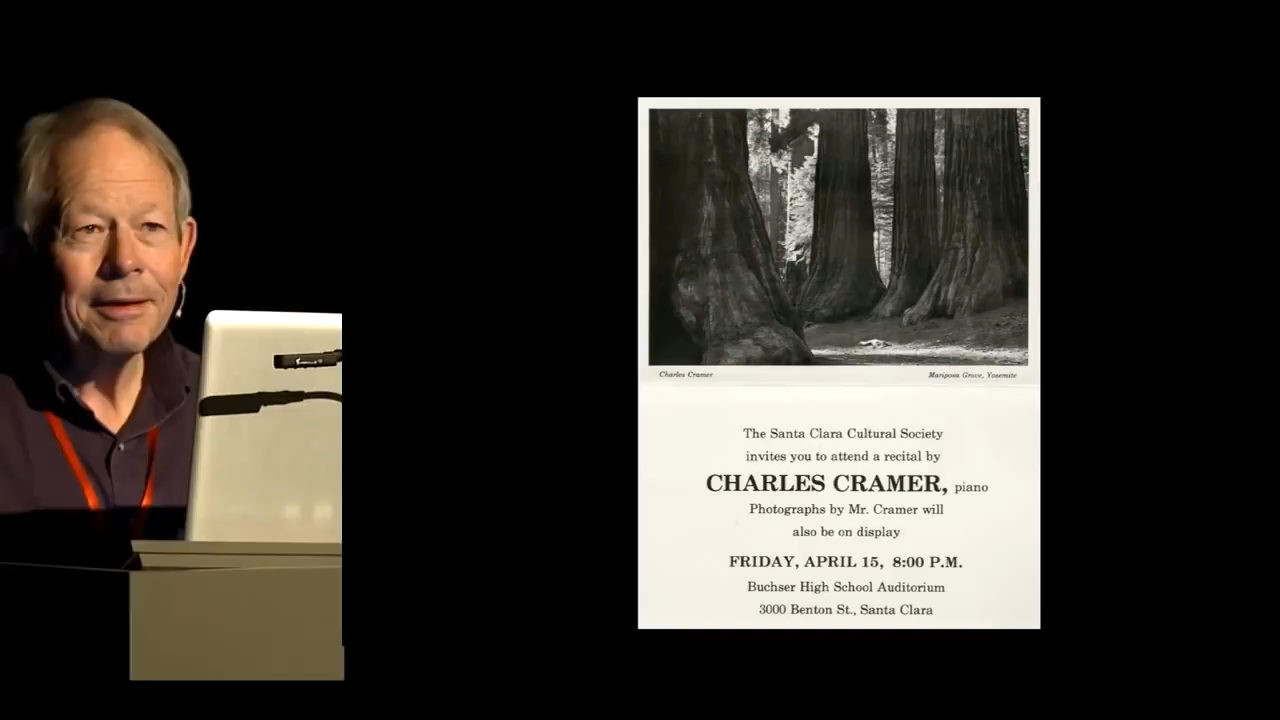 Charles Cramer
Mariposa Grove, Yosemite
The Santa Clara Cultural Society
invites you to attend a recital by
CHARLES CRAMER, piano
Photographs by Mr. Cramer will
also be on display
FRIDAY, APRIL 15, 8:00 P.M.
Buchser High School Auditorium
3000 Benton St., Santa Clara